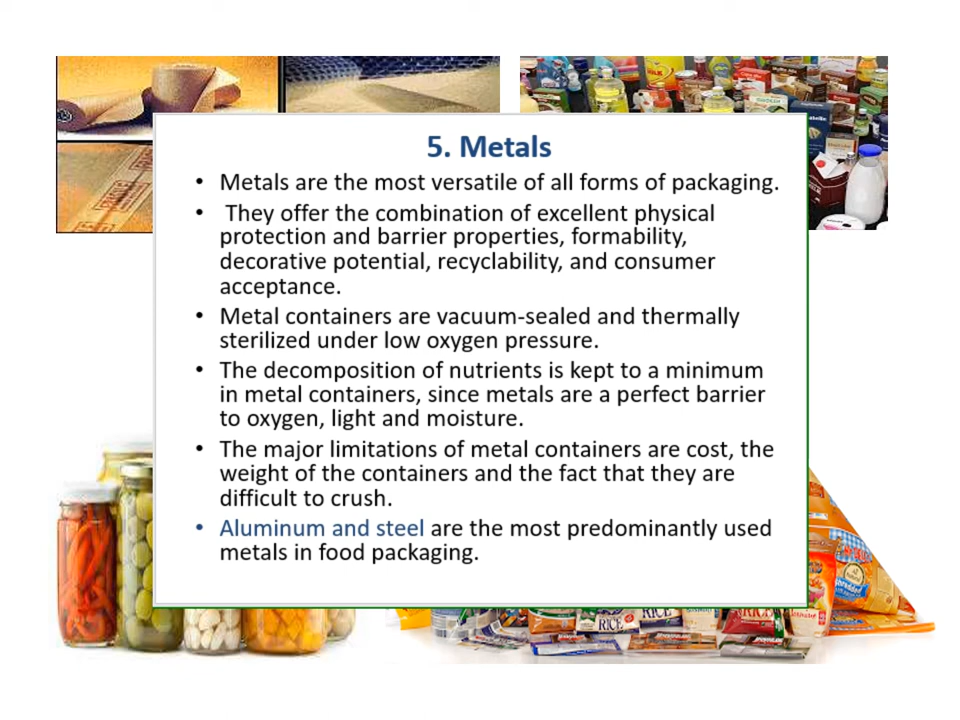 5. Metals
• Metals are the most versatile of all forms of packaging.
• They offer the combination of excellent physical
protection and barrier properties, formability,
decorative potential, recyclability, and consumer
acceptance.
• Metal containers are vacuum-sealed and thermally
sterilized under low oxygen pressure.
• The decomposition of nutrients is kept to a minimum
in metal containers, since metals are a perfect barrier
to oxygen, light and moisture.
• The major limitations of metal containers are cost, the
weight of the containers and the fact that they are
difficult to crush.
• Aluminum and steel are the most predominantly used
metals in food packaging.
MILK
FRAGILE
RICE
RICE